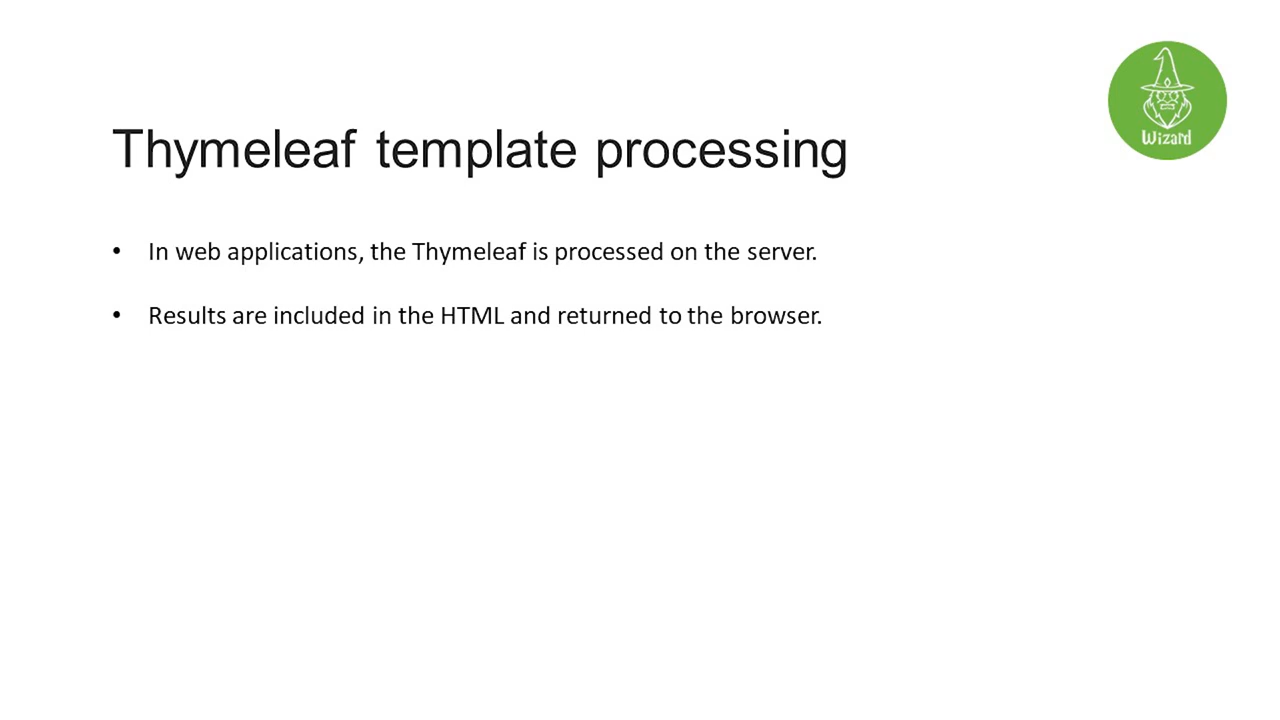 Wizard
Thymeleaf template processing
• In web applications, the Thymeleaf is processed on the server.
• Results are included in the HTML and returned to the browser.